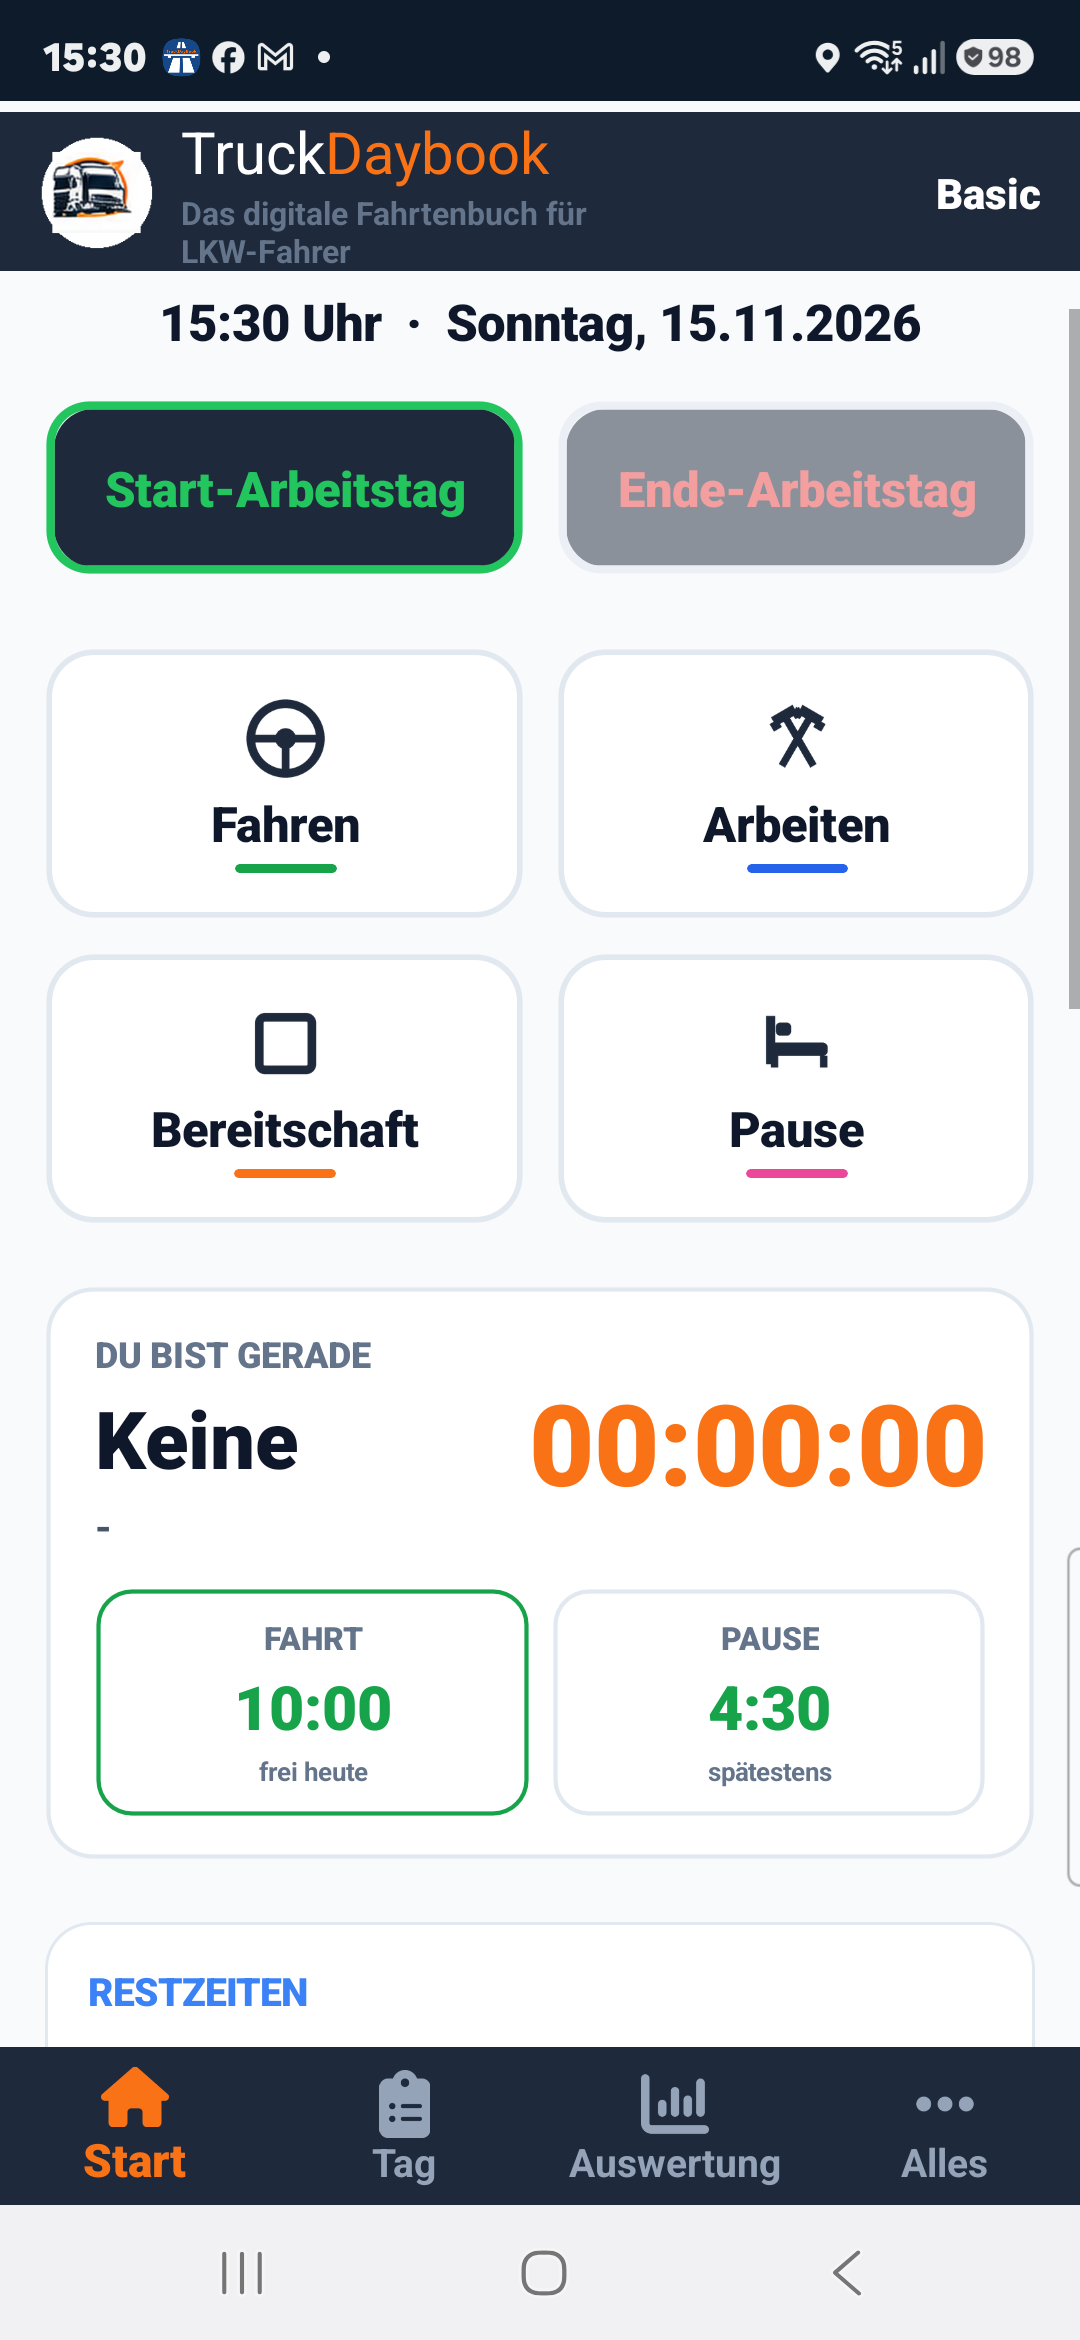 15:30
5
98
TruckDaybook
Das digitale Fahrtenbuch für
LKW-Fahrer
Basic
15:30 Uhr · Sonntag, 15.11.2026
Start-Arbeitstag
Ende-Arbeitstag
Fahren
Arbeiten
Bereitschaft
Pause
DU BIST GERADE
Keine
00:00:00
-
FAHRT
10:00
frei heute
PAUSE
4:30
spätestens
RESTZEITEN
Start
Tag
Auswertung
Alles